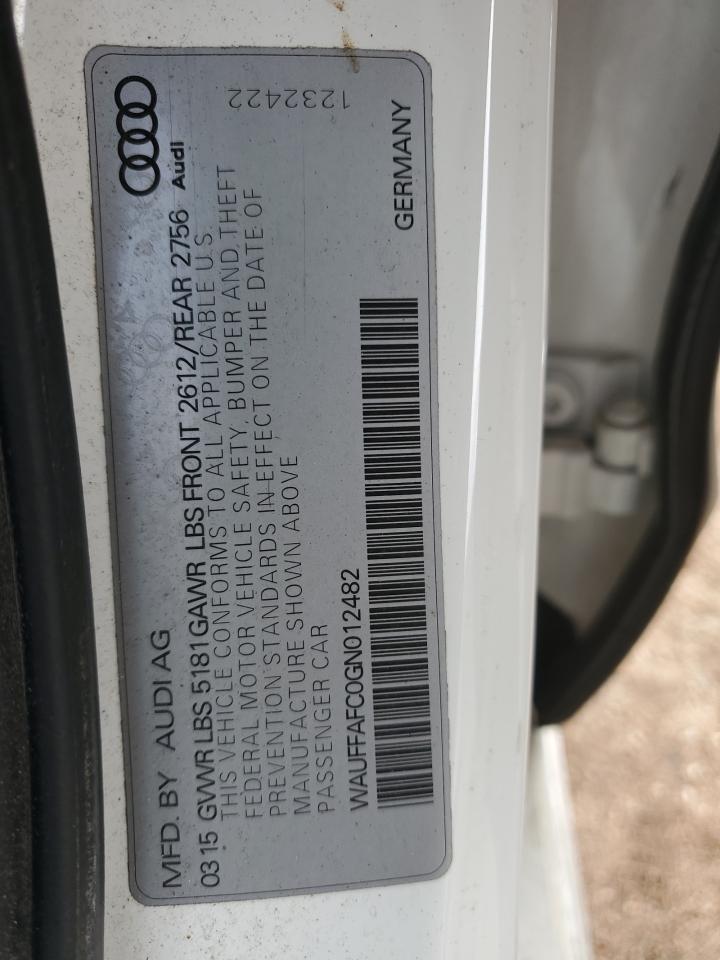 MFD. BY AUDI AG
03 15 GVWR LBS 5181 GAWR LBS FRONT 2612/REAR 2756
Audi
THIS VEHICLE CONFORMS TO ALL APPLICABLE U.S.
FEDERAL MOTOR VEHICLE SAFETY, BUMPER AND THEFT
PREVENTION STANDARDS IN EFFECT ON THE DATE OF
MANUFACTURE SHOWN ABOVE
PASSENGER CAR
1232422
WAUFFAFC0GN012482
GERMANY